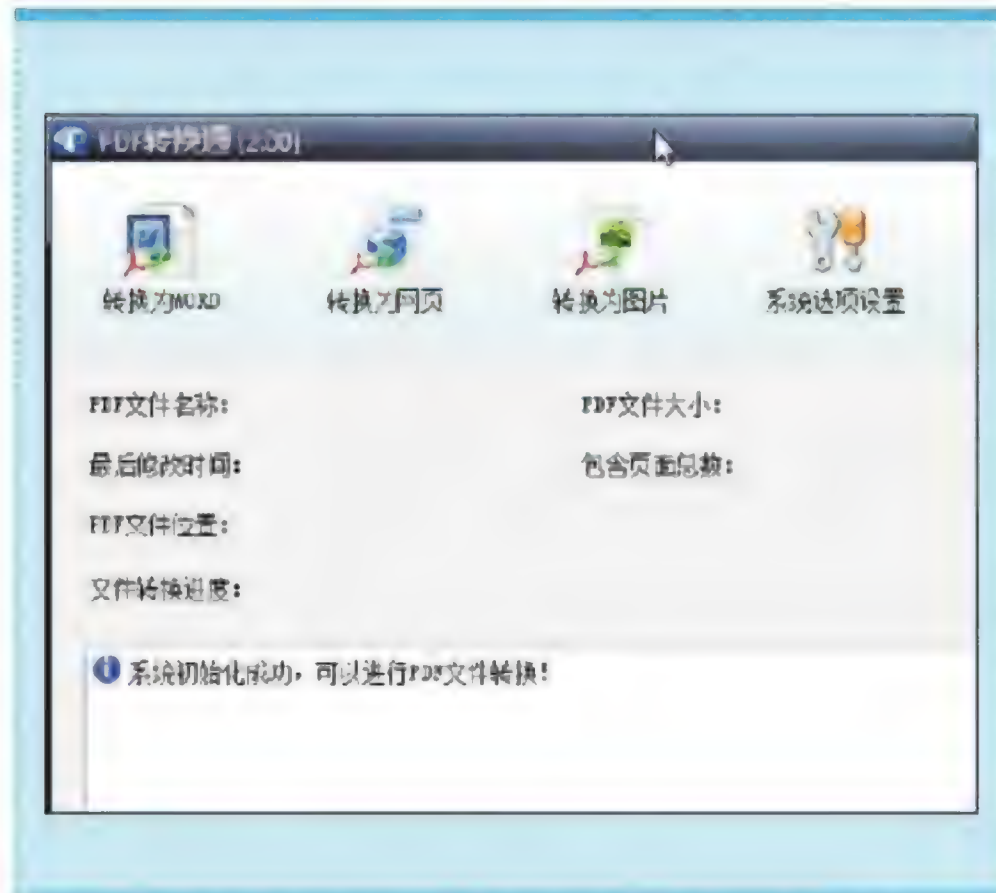 PDF转换器 (2.00)
转换为WORD 转换为网页 转换为图片 系统选项设置
PDF文件名称: PDF文件大小:
最后修改时间: 包含页面总数:
PDF文件位置:
文件转换进度:
系统初始化成功，可以进行PDF文件转换!